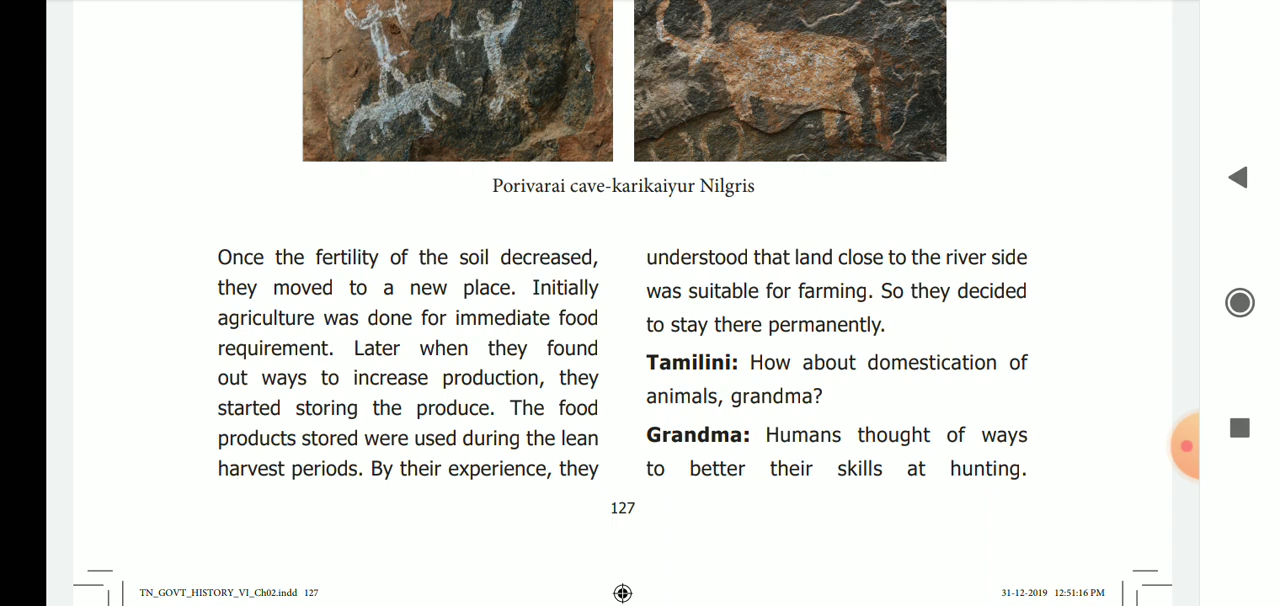 Porivarai cave-karikaiyur Nilgris
Once the fertility of the soil decreased,
they moved to a new place. Initially
agriculture was done for immediate food
requirement. Later when they found
out ways to increase production, they
started storing the produce. The food
products stored were used during the lean
harvest periods. By their experience, they
understood that land close to the river side
was suitable for farming. So they decided
to stay there permanently.
Tamilini: How about domestication of
animals, grandma?
Grandma: Humans thought of ways
to better their skills at hunting.
127
TN_GOVT_HISTORY_VI_Ch02.indd 127
31-12-2019 12:51:16 PM